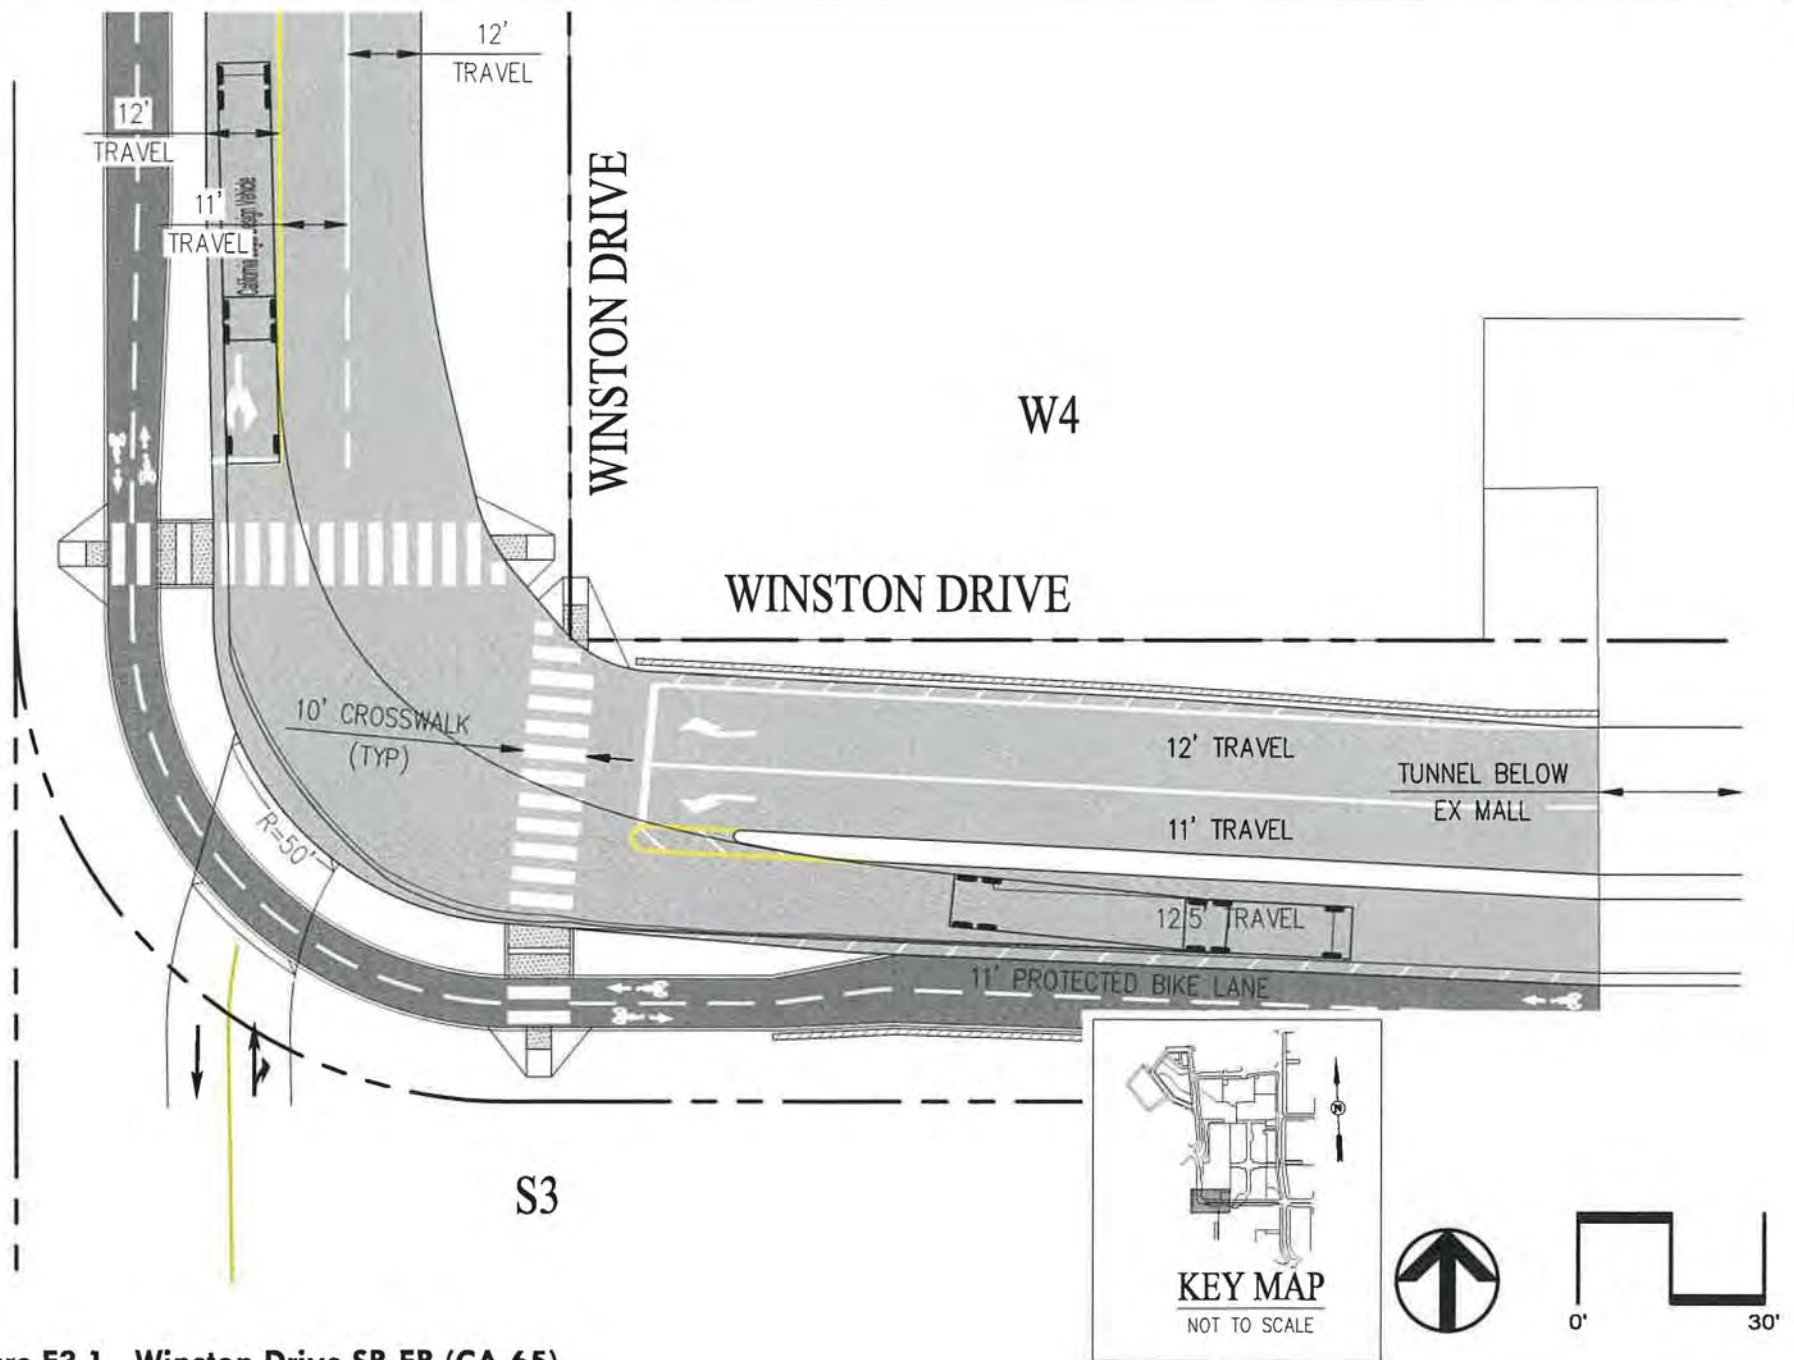 12'
TRAVEL
12'
TRAVEL
11'
TRAVEL
WINSTON DRIVE
W4
WINSTON DRIVE
10' CROSSWALK
(TYP)
12' TRAVEL
TUNNEL BELOW
EX MALL
11' TRAVEL
R=50'
12.5' TRAVEL
11' PROTECTED BIKE LANE
N
S3
KEY MAP
NOT TO SCALE
0'
30'
E3.1 Winston Drive SB-EB (CA-65)